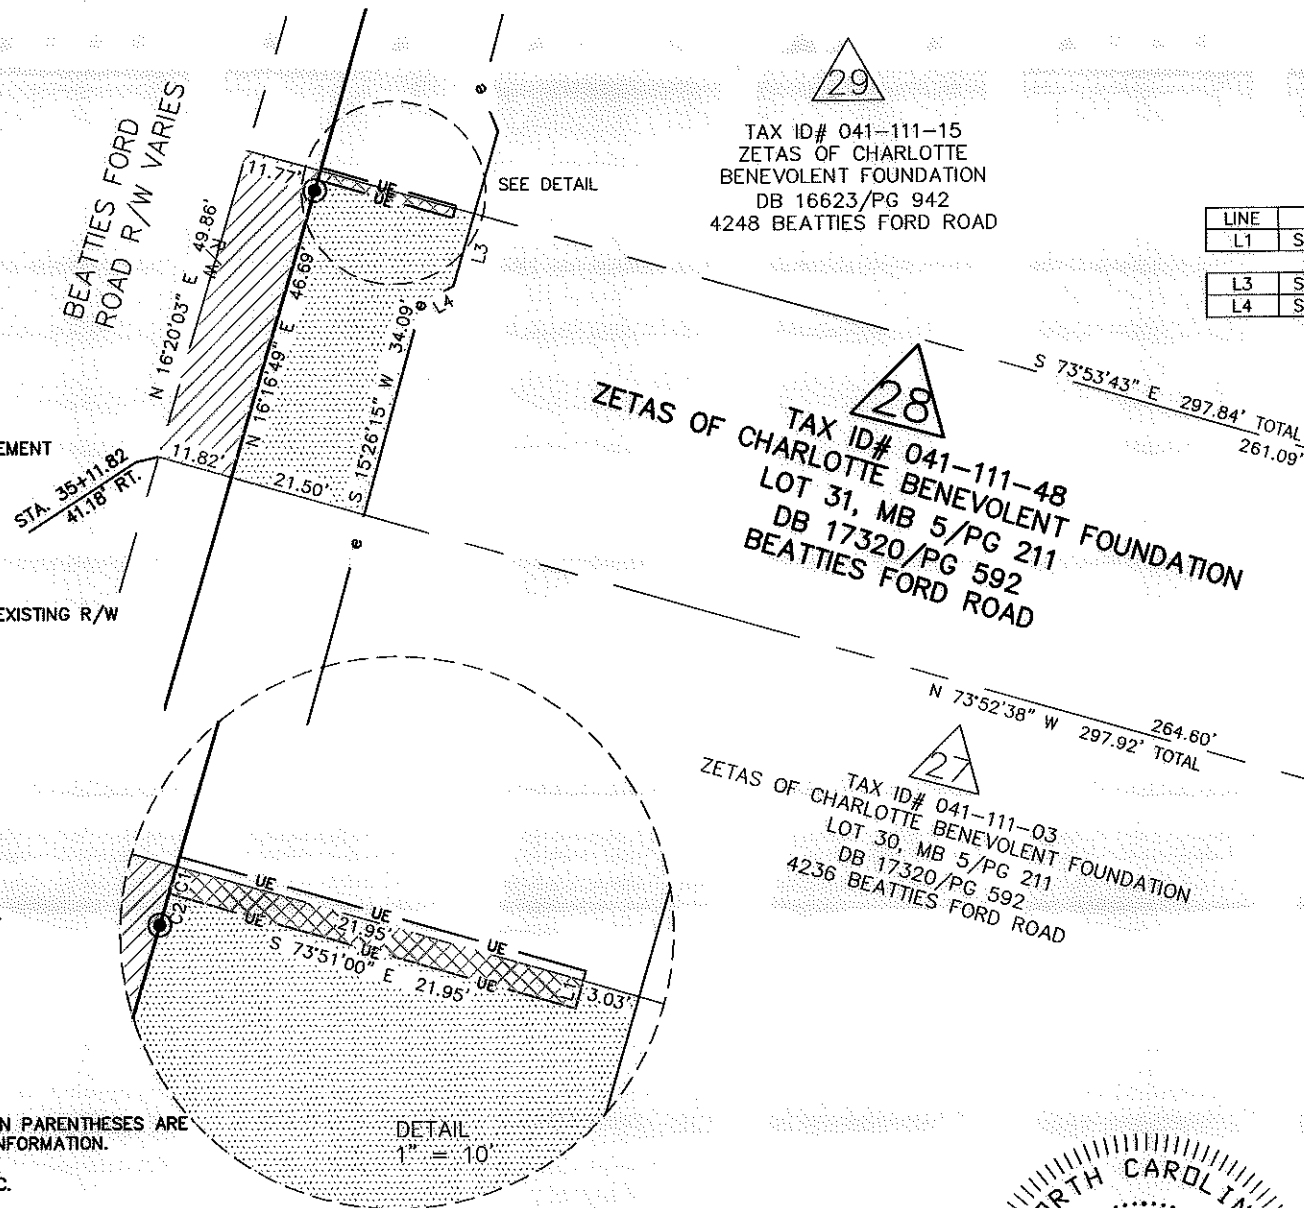 BEATTIES FORD
ROAD R/W VARIES
29
TAX ID# 041-111-15
ZETAS OF CHARLOTTE
BENEVOLENT FOUNDATION
DB 16623/PG 942
4248 BEATTIES FORD ROAD
LINE
L1 S
L3 S
L4 S
11.77'
UE
UE
e
SEE DETAIL
N 16°20'03" E 49.86'
R/W
N 16°16'49" E 46.69'
L3
e
L4
S 15°26'15" W 34.09'
S 73°53'43" E 297.84' TOTAL
261.09'
28
TAX ID# 041-111-48
ZETAS OF CHARLOTTE BENEVOLENT FOUNDATION
LOT 31, MB 5/PG 211
DB 17320/PG 592
BEATTIES FORD ROAD
EMENT
STA. 35+11.82
41.18' RT.
11.82'
21.50'
e
EXISTING R/W
N 73°52'38" W 297.92' TOTAL
264.60'
27
TAX ID# 041-111-03
ZETAS OF CHARLOTTE BENEVOLENT FOUNDATION
LOT 30, MB 5/PG 211
DB 17320/PG 592
4236 BEATTIES FORD ROAD
C1
C2
UE
UE
UE
21.95'
UE
UE
UE
S 73°51'00" E 21.95'
L1
3.03'
DETAIL
1" = 10'
N PARENTHESES ARE
NFORMATION.
C.
RTH CAROLIN